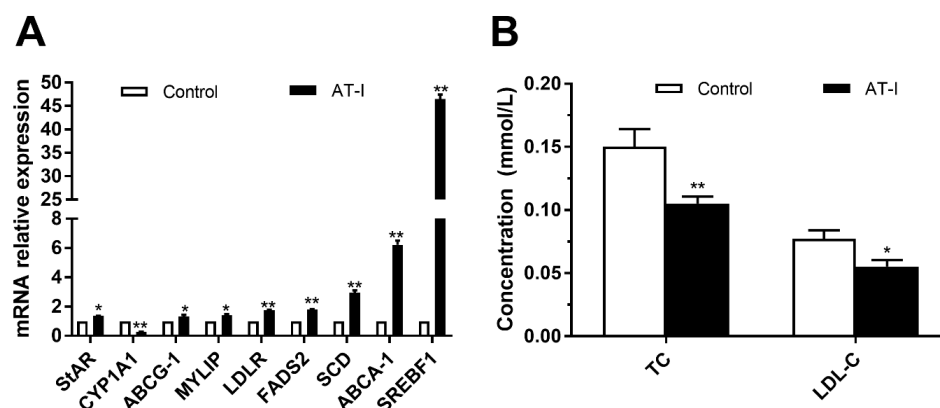 A
mRNA relative expression
Control
AT-I
50
45
40
35
30
25
8
6
4
2
0
*
**
*
*
**
**
**
**
**
StAR
CYP1A1
ABCG-1
MYLIP
LDLR
FADS2
SCD
ABCA-1
SREBF1
B
Concentration (mmol/L)
Control
AT-I
0.20
0.15
0.10
0.05
0.00
**
*
TC
LDL-C